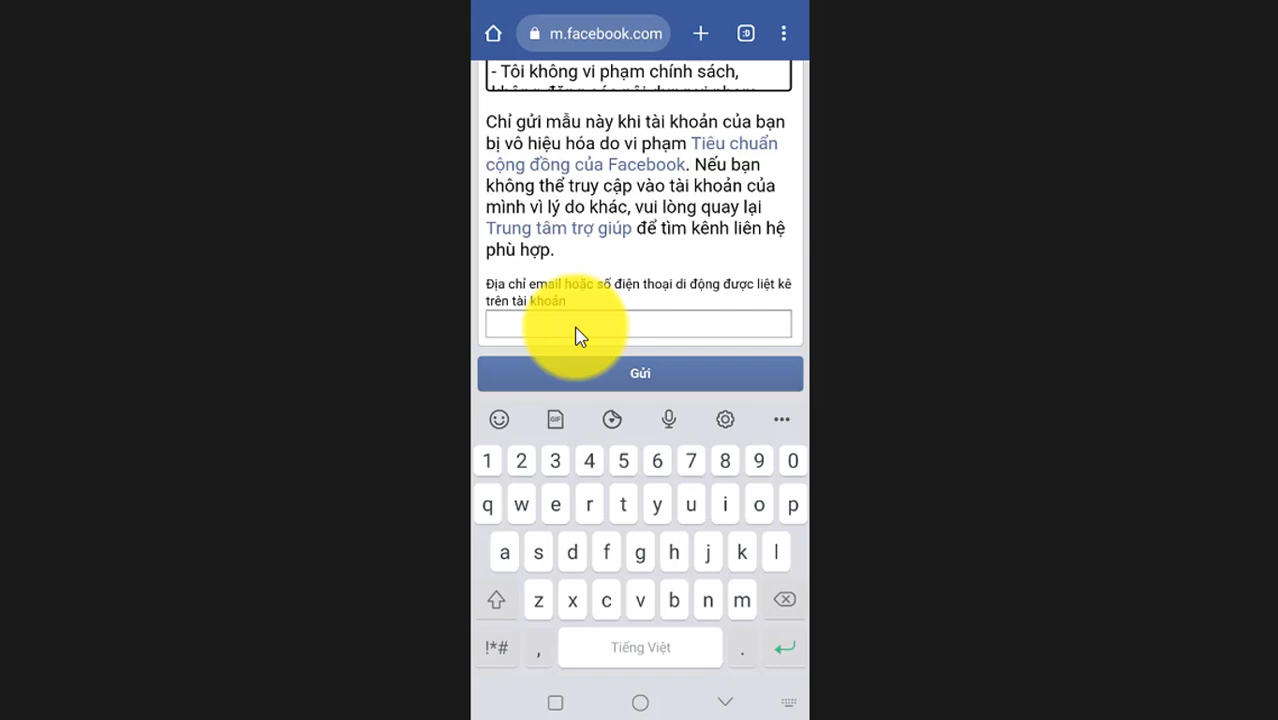 m.facebook.com
:D
- Tôi không vi phạm chính sách,
Chỉ gửi mẫu này khi tài khoản của bạn
bị vô hiệu hóa do vi phạm Tiêu chuẩn
cộng đồng của Facebook. Nếu bạn
không thể truy cập vào tài khoản của
mình vì lý do khác, vui lòng quay lại
Trung tâm trợ giúp để tìm kênh liên hệ
phù hợp.
Địa chỉ email hoặc số điện thoại di động được liệt kê
trên tài khoản
Gửi
GIF
1 2 3 4 5 6 7 8 9 0
q w e r t y u i o p
a s d f g h j k l
z x c v b n m
!*# , Tiếng Việt .